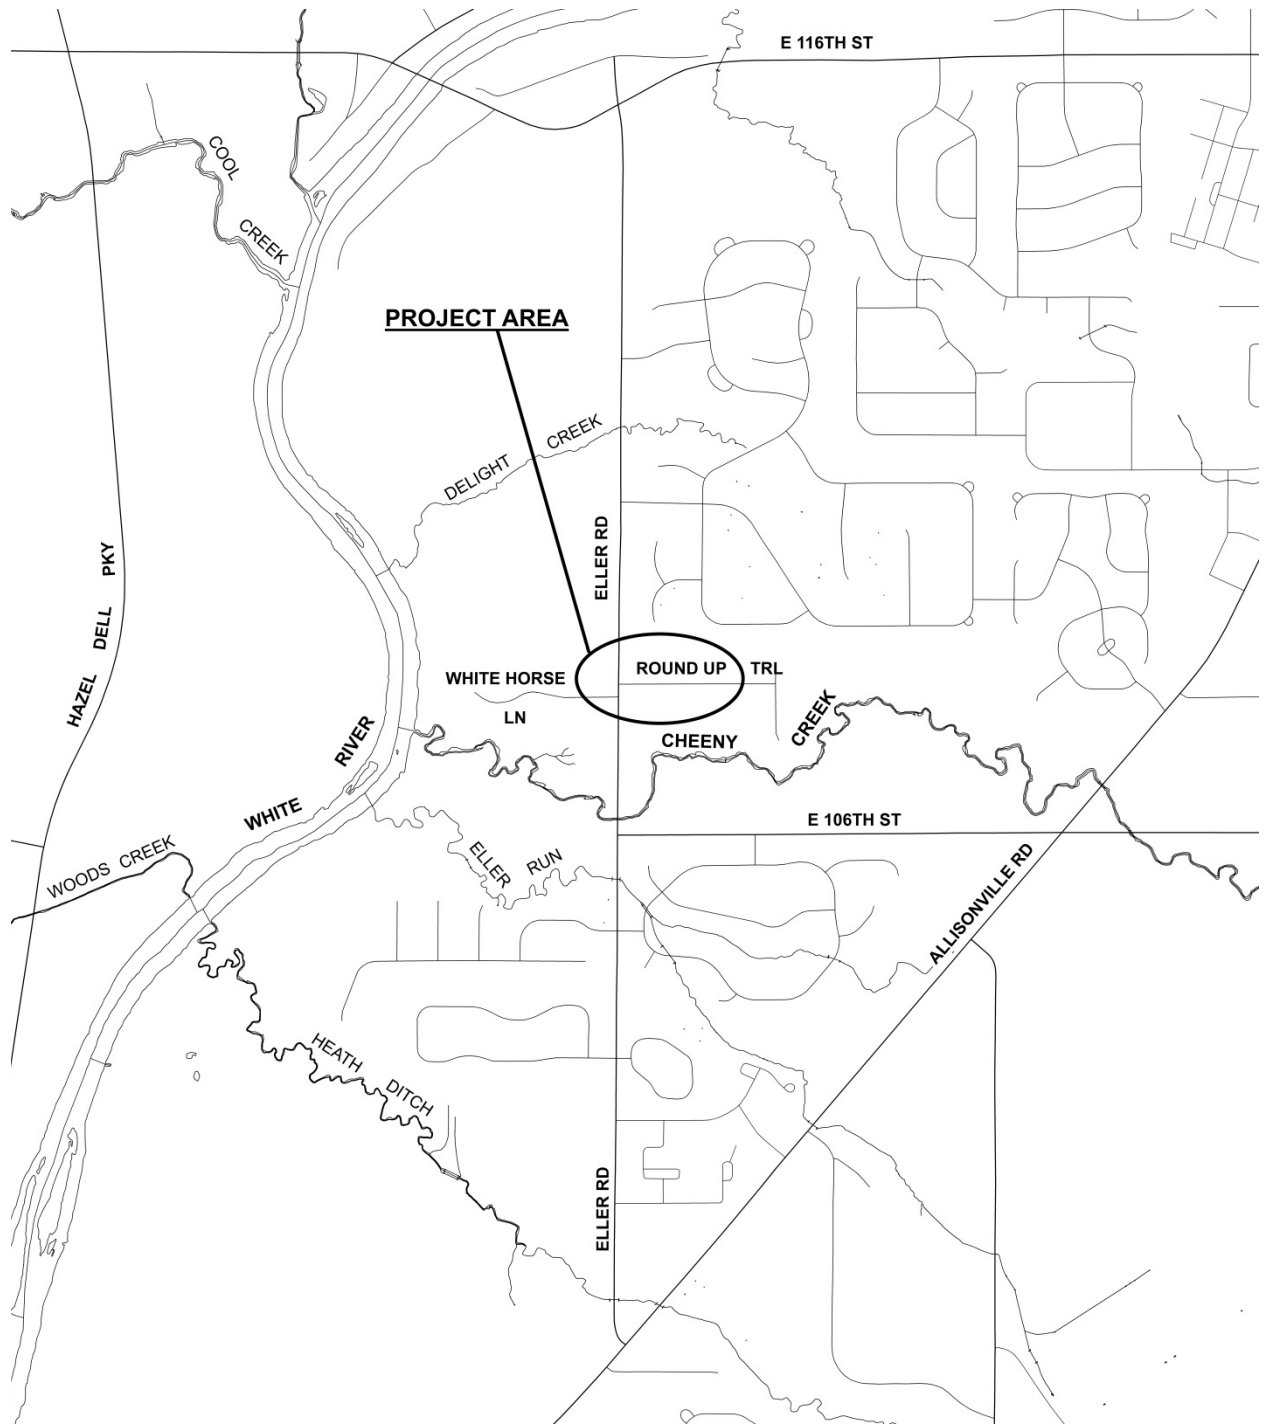 E 116TH ST
COOL
CREEK
PROJECT AREA
DELIGHT CREEK
ELLER RD
HAZEL DELL PKY
WHITE HORSE
LN
ROUND UP TRL
CHEENY CREEK
WHITE RIVER
E 106TH ST
WOODS CREEK
ELLER RUN
ALLISONVILLE RD
HEATH DITCH
ELLER RD